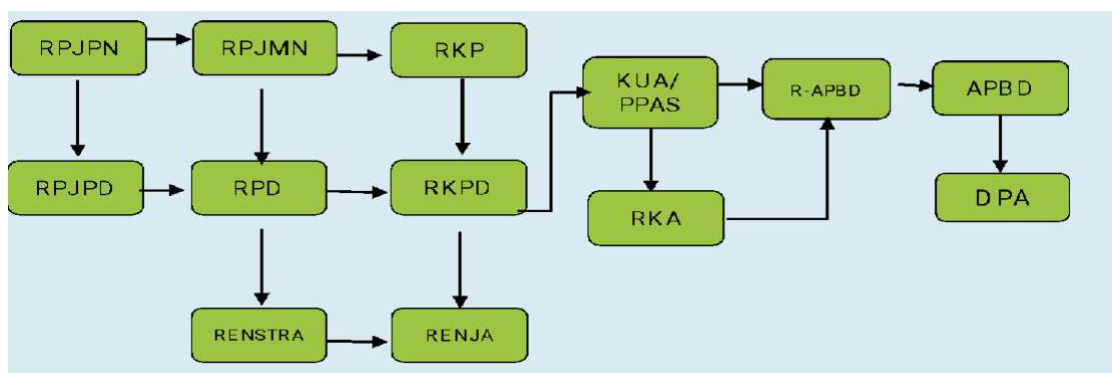 RPJPN
RPJMN
RKP
KUA/
PPAS
R-APBD
APBD
RPJPD
RPD
RKPD
RKA
DPA
RENSTRA
RENJA